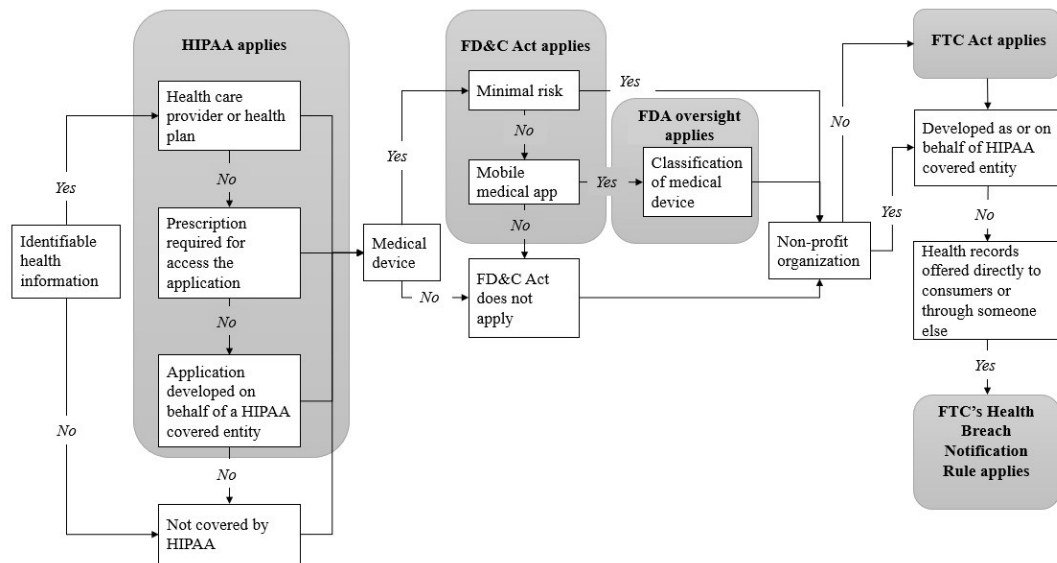 HIPAA applies
Health care
provider or health
plan
No
Prescription
required for
access the
application
No
Application
developed on
behalf of a HIPAA
covered entity
No
Not covered by
HIPAA
Yes
Identifiable
health
information
No
Medical
device
Yes
No
FD&C Act applies
Minimal risk
Yes
No
Mobile
medical app
Yes
No
FD&C Act
does not
apply
FDA oversight
applies
Classification
of medical
device
Non-profit
organization
No
Yes
FTC Act applies
Developed as or on
behalf of HIPAA
covered entity
No
Health records
offered directly to
consumers or
through someone
else
Yes
FTC's Health
Breach
Notification
Rule applies